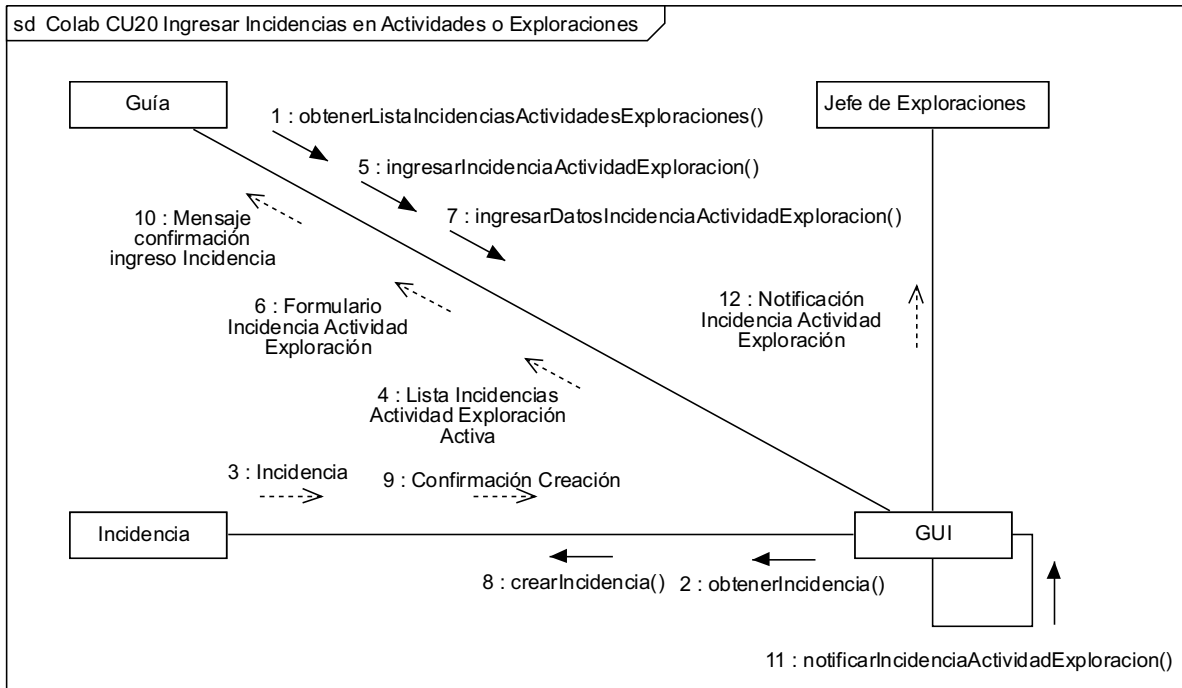 sd Colab CU20 Ingresar Incidencias en Actividades o Exploraciones
Guía
Jefe de Exploraciones
1 : obtenerListaIncidenciasActividadesExploraciones()
5 : ingresarIncidenciaActividadExploracion()
7 : ingresarDatosIncidenciaActividadExploracion()
10 : Mensaje
confirmación
ingreso Incidencia
6 : Formulario
Incidencia Actividad
Exploración
12 : Notificación
Incidencia Actividad
Exploración
4 : Lista Incidencias
Actividad Exploración
Activa
3 : Incidencia
9 : Confirmación Creación
Incidencia
GUI
8 : crearIncidencia()
2 : obtenerIncidencia()
11 : notificarIncidenciaActividadExploracion()